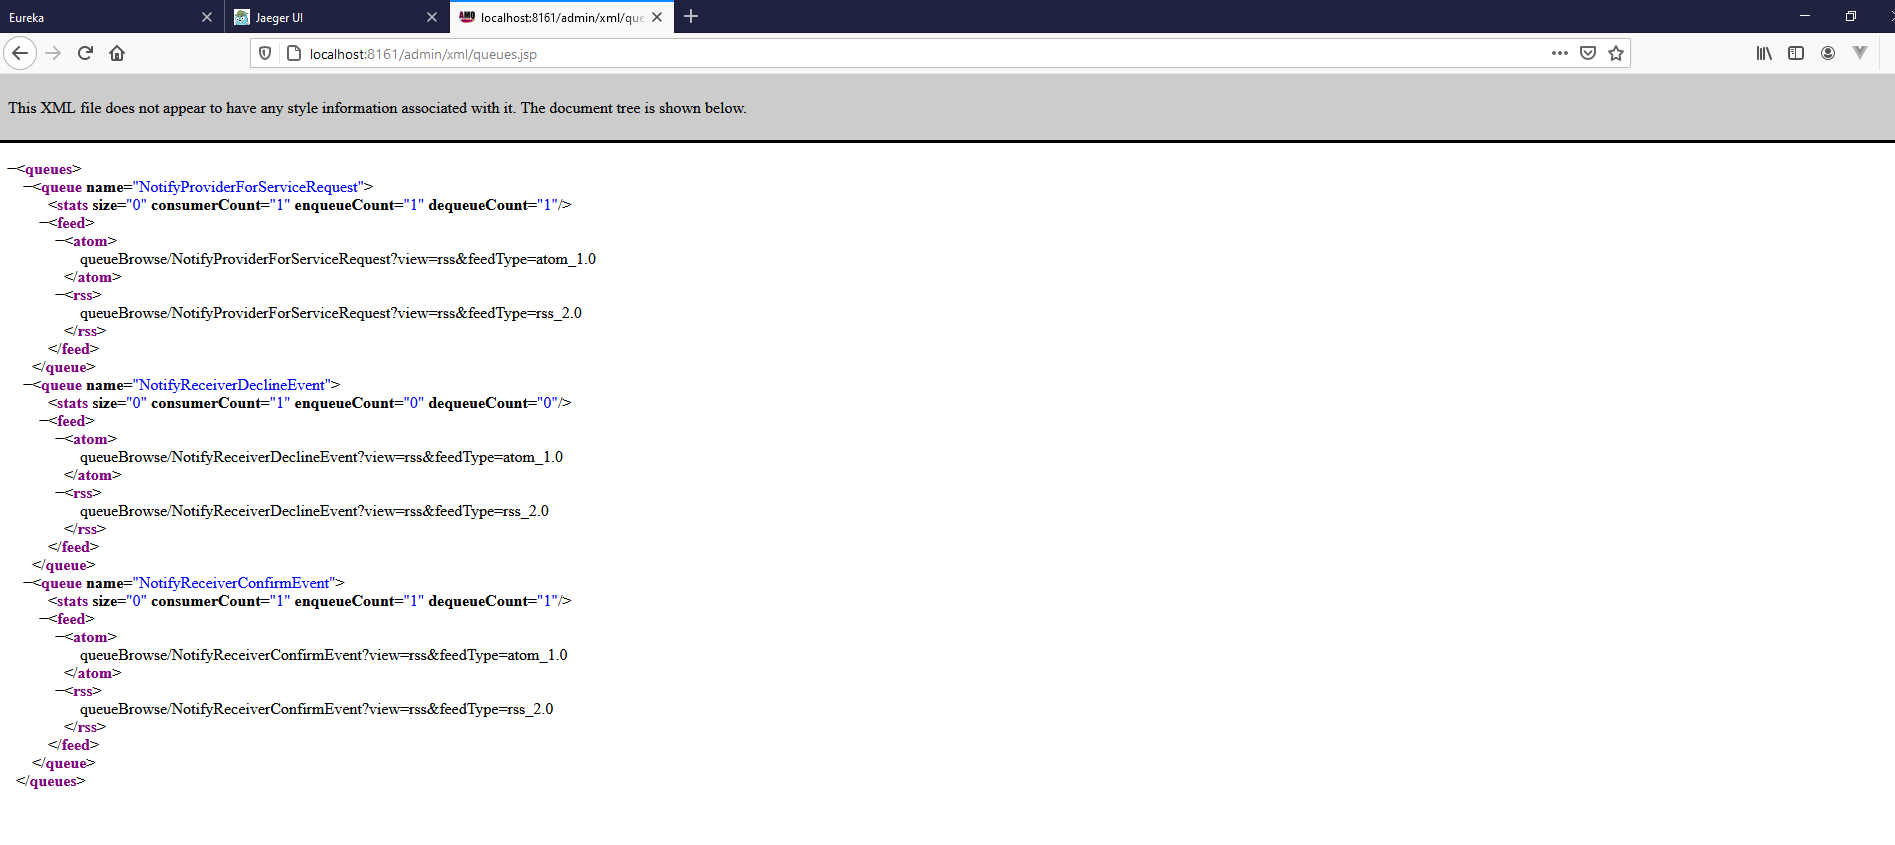 Eureka
Jaeger UI
AMQ localhost:8161/admin/xml/que
localhost:8161/admin/xml/queues.jsp
This XML file does not appear to have any style information associated with it. The document tree is shown below.
−<queues>
−<queue name="NotifyProviderForServiceRequest">
<stats size="0" consumerCount="1" enqueueCount="1" dequeueCount="1"/>
−<feed>
−<atom>
queueBrowse/NotifyProviderForServiceRequest?view=rss&feedType=atom_1.0
</atom>
−<rss>
queueBrowse/NotifyProviderForServiceRequest?view=rss&feedType=rss_2.0
</rss>
</feed>
</queue>
−<queue name="NotifyReceiverDeclineEvent">
<stats size="0" consumerCount="1" enqueueCount="0" dequeueCount="0"/>
−<feed>
−<atom>
queueBrowse/NotifyReceiverDeclineEvent?view=rss&feedType=atom_1.0
</atom>
−<rss>
queueBrowse/NotifyReceiverDeclineEvent?view=rss&feedType=rss_2.0
</rss>
</feed>
</queue>
−<queue name="NotifyReceiverConfirmEvent">
<stats size="0" consumerCount="1" enqueueCount="1" dequeueCount="1"/>
−<feed>
−<atom>
queueBrowse/NotifyReceiverConfirmEvent?view=rss&feedType=atom_1.0
</atom>
−<rss>
queueBrowse/NotifyReceiverConfirmEvent?view=rss&feedType=rss_2.0
</rss>
</feed>
</queue>
</queues>